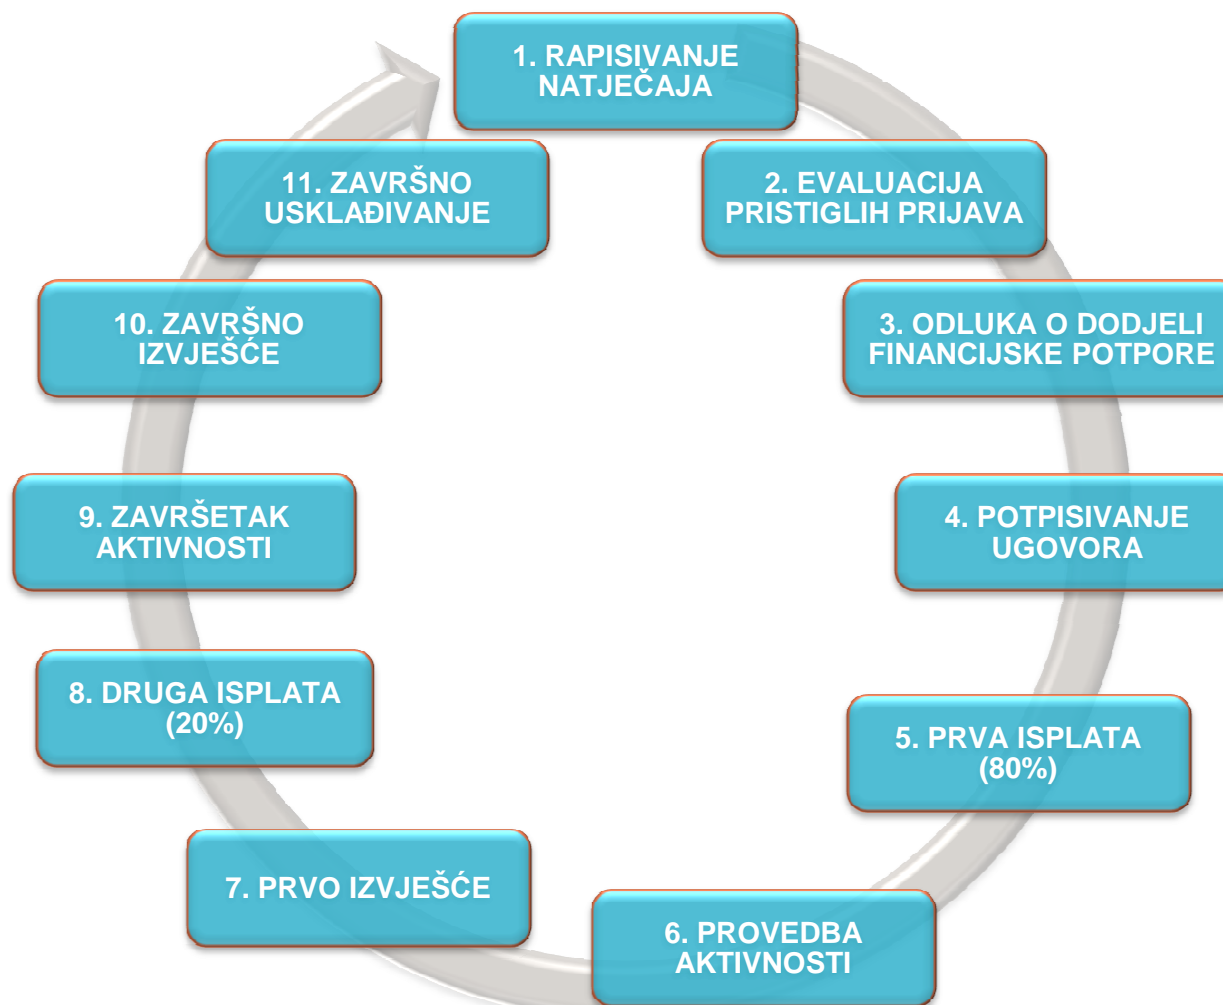 1. RAPISIVANJE
NATJEČAJA
2. EVALUACIJA
PRISTIGLIH PRIJAVA
3. ODLUKA O DODJELI
FINANCIJSKE POTPORE
4. POTPISIVANJE
UGOVORA
5. PRVA ISPLATA
(80%)
6. PROVEDBA
AKTIVNOSTI
7. PRVO IZVJEŠĆE
8. DRUGA ISPLATA
(20%)
9. ZAVRŠETAK
AKTIVNOSTI
10. ZAVRŠNO
IZVJEŠĆE
11. ZAVRŠNO
USKLAĐIVANJE